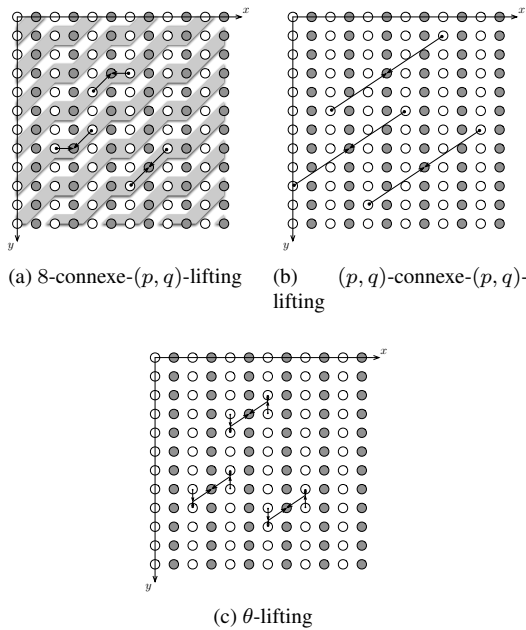 x
x
y
y
(a) 8-connexe-(p, q)-lifting
(b) (p, q)-connexe-(p, q)-
lifting
x
y
(c) θ-lifting